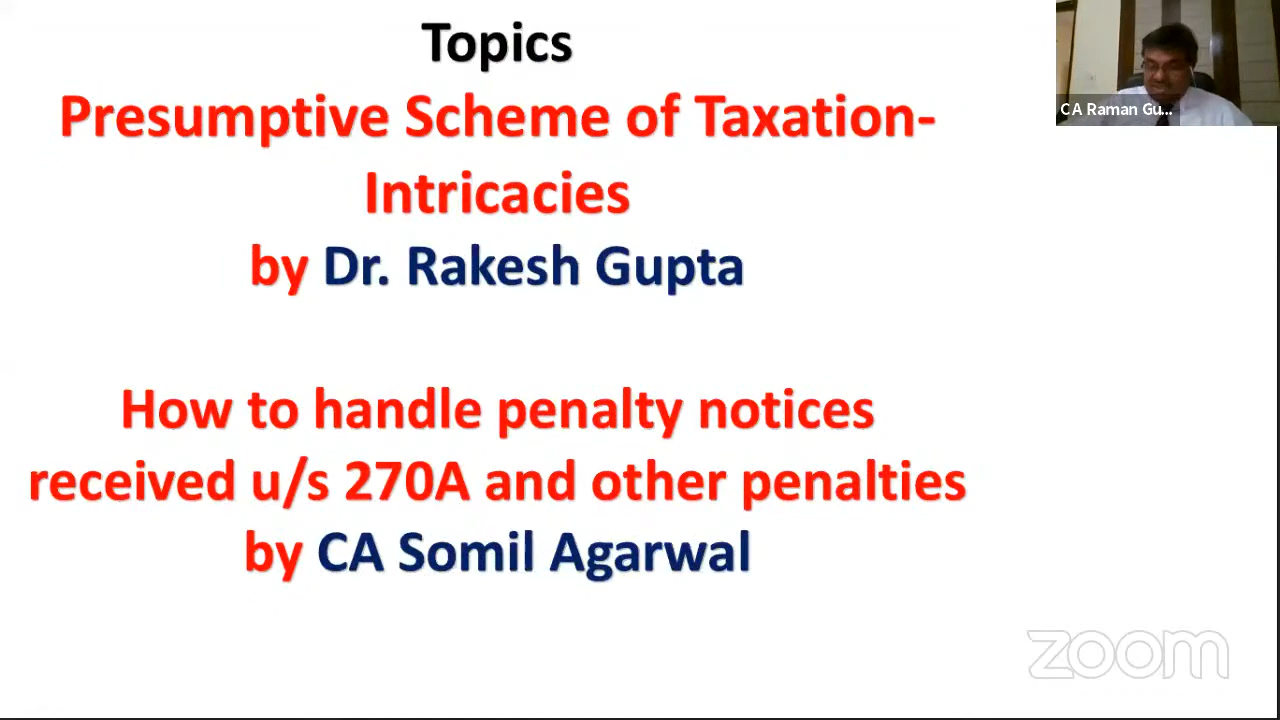 Topics
Presumptive Scheme of Taxation-
Intricacies
by Dr. Rakesh Gupta
How to handle penalty notices
received u/s 270A and other penalties
by CA Somil Agarwal
CA Raman Gu...
zoom